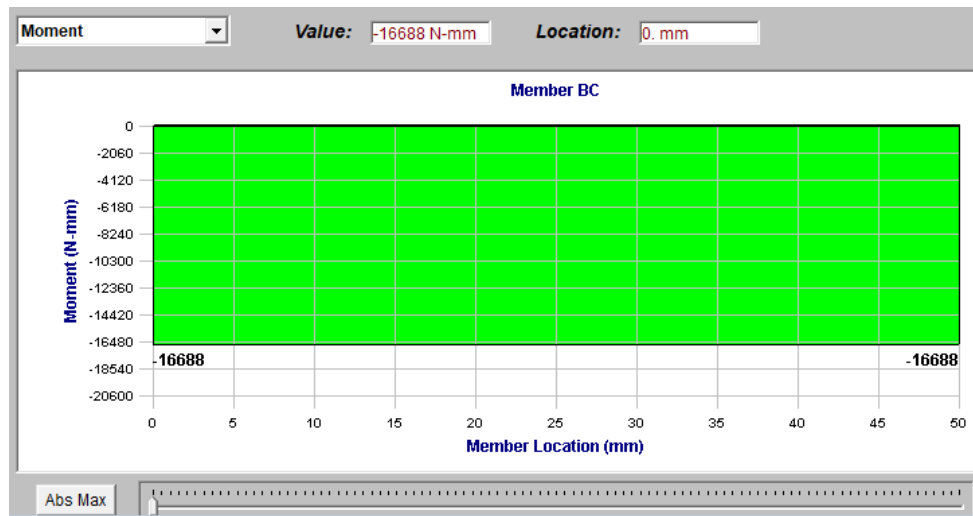 Moment Value: -16688 N-mm Location: 0. mm
Member BC
0
-2060
-4120
-6180
-8240
-10300
-12360
-14420
-16480
-18540
-20600
Moment (N-mm)
-16688 -16688
0 5 10 15 20 25 30 35 40 45 50
Member Location (mm)
Abs Max